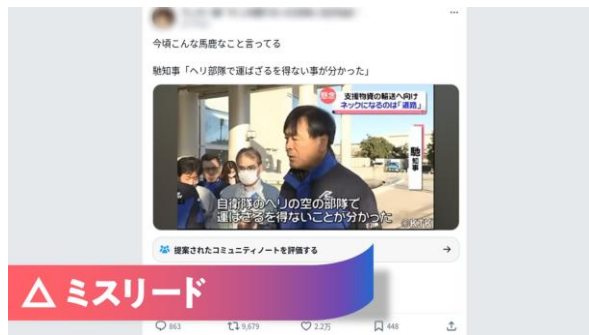 今頃こんな馬鹿なこと言ってる
馳知事「ヘリ部隊で運ばざるを得ない事が分かった」
懸念
支援物資の輸送へ向け
ネックになるのは「道路」
馳知事
自衛隊のヘリの空の部隊で
運ばざるを得ないことが分かった
提案されたコミュニティノートを評価する
△ ミスリード
863
9,679
2.2万
448